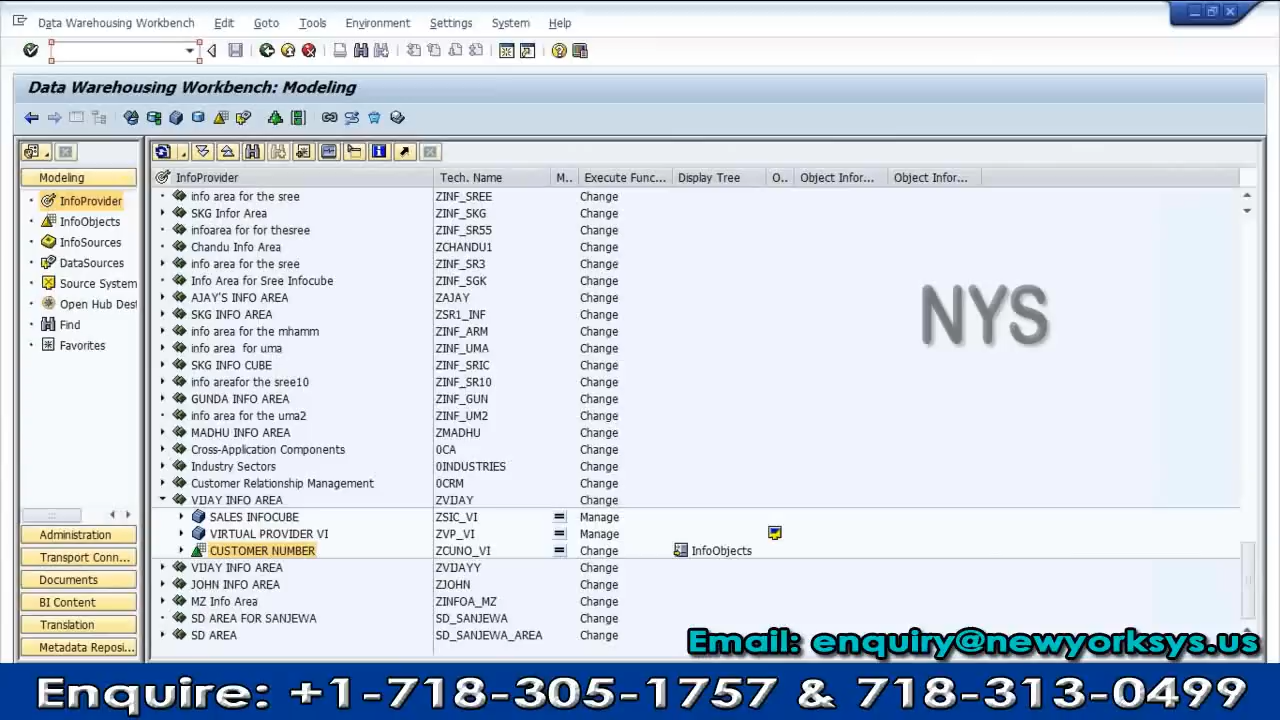 Data Warehousing Workbench Edit Goto Tools Environment Settings System Help
Data Warehousing Workbench: Modeling
Modeling
InfoProvider
InfoObjects
InfoSources
DataSources
Source System
Open Hub Dest
Find
Favorites
Administration
Transport Conn...
Documents
BI Content
Translation
Metadata Reposi...
InfoProvider Tech. Name M.. Execute Func... Display Tree O.. Object Infor... Object Infor...
info area for the sree ZINF_SREE Change
SKG Infor Area ZINF_SKG Change
infoarea for for thesree ZINF_SR55 Change
Chandu Info Area ZCHANDU1 Change
info area for the sree ZINF_SR3 Change
Info Area for Sree Infocube ZINF_SGK Change
AJAY'S INFO AREA ZAJAY Change
SKG INFO AREA ZSR1_INF Change
info area for the mhamm ZINF_ARM Change
info area for uma ZINF_UMA Change
SKG INFO CUBE ZINF_SRIC Change
info areafor the sree10 ZINF_SR10 Change
GUNDA INFO AREA ZINF_GUN Change
info area for the uma2 ZINF_UM2 Change
MADHU INFO AREA ZMADHU Change
Cross-Application Components 0CA Change
Industry Sectors 0INDUSTRIES Change
Customer Relationship Management 0CRM Change
VIJAY INFO AREA ZVIJAY Change
SALES INFOCUBE ZSIC_VI Manage
VIRTUAL PROVIDER VI ZVP_VI Manage
CUSTOMER NUMBER ZCUNO_VI Change InfoObjects
VIJAY INFO AREA ZVIJAYY Change
JOHN INFO AREA ZJOHN Change
MZ Info Area ZINFOA_MZ Change
SD AREA FOR SANJEWA SD_SANJEWA Change
SD AREA SD_SANJEWA_AREA Change
NYS
Email: enquiry@newyorksys.us
Enquire: +1-718-305-1757 & 718-313-0499